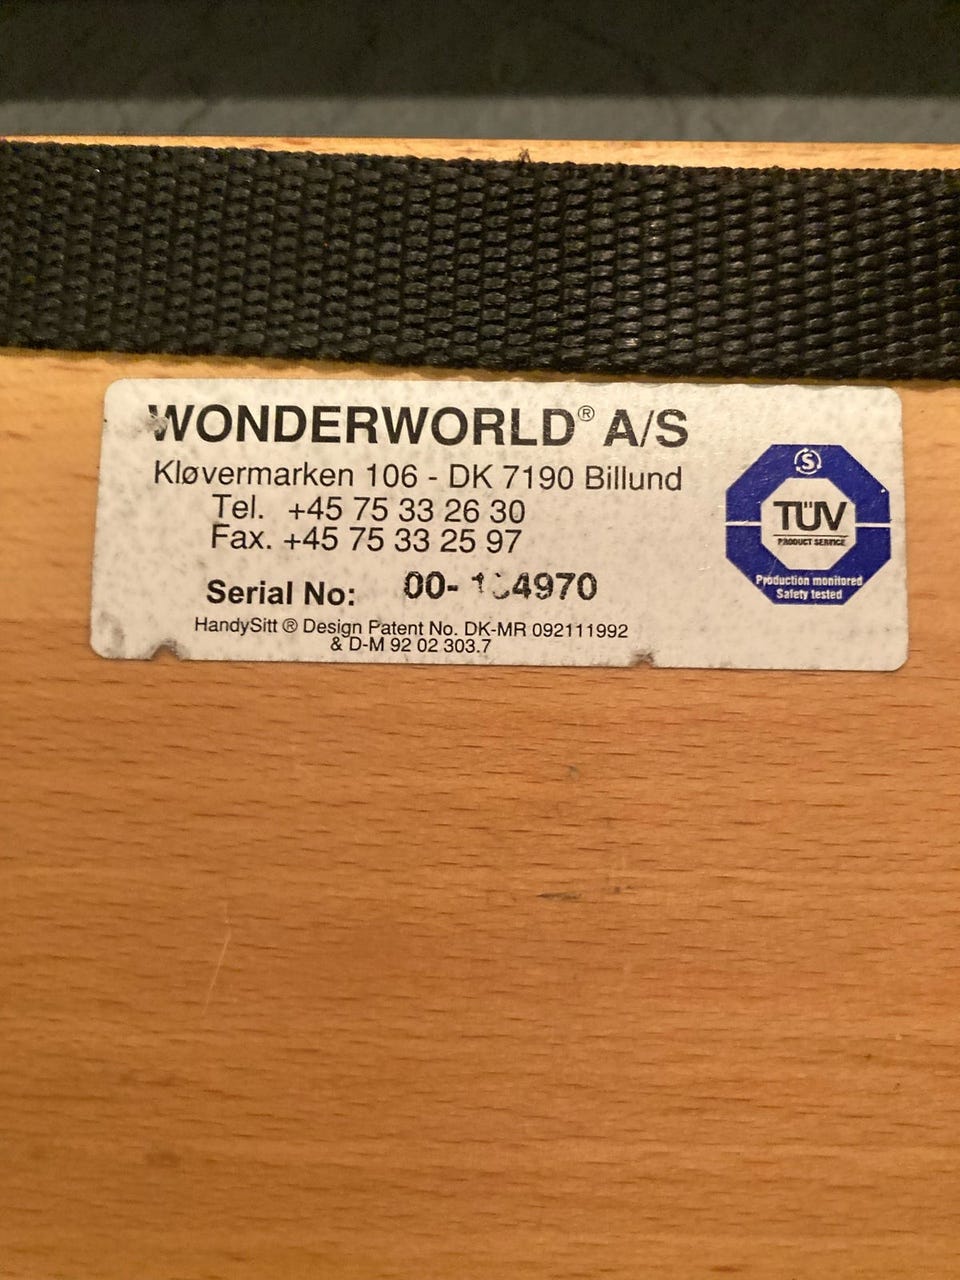 WONDERWORLD® A/S
Kløvermarken 106 - DK 7190 Billund
Tel. +45 75 33 26 30
Fax. +45 75 33 25 97
Serial No:
HandySitt ® Design Patent No. DK-MR 092111992
& D-M 92 02 303.7
S
TÜV
PRODUCT SERVICE
Production monitored
Safety tested